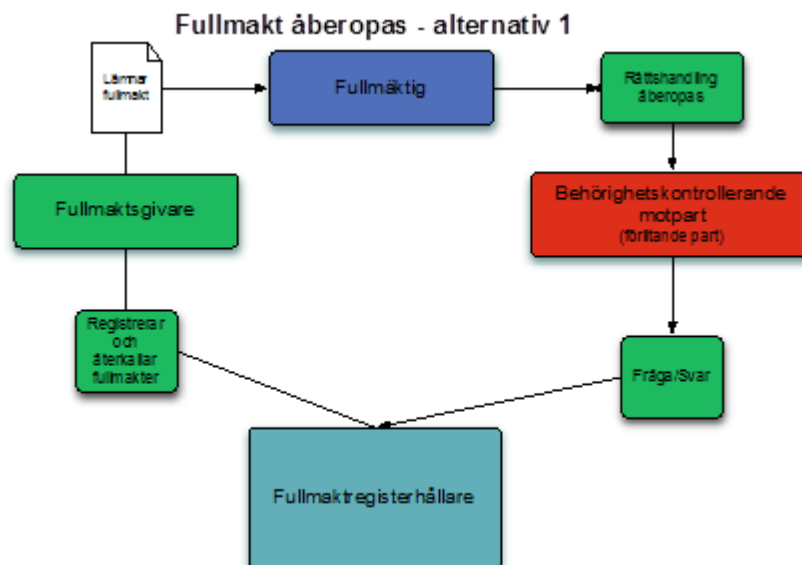 Fullmakt åberopas - alternativ 1
Lämnar
fullmakt
Fullmäktig
Rättshandling
åberopas
Fullmaktsgivare
Behörighetskontrollerande
motpart
(förlitande part)
Registrerar
och
återkallar
fullmakter
Fråga/Svar
Fullmaktregisterhållare